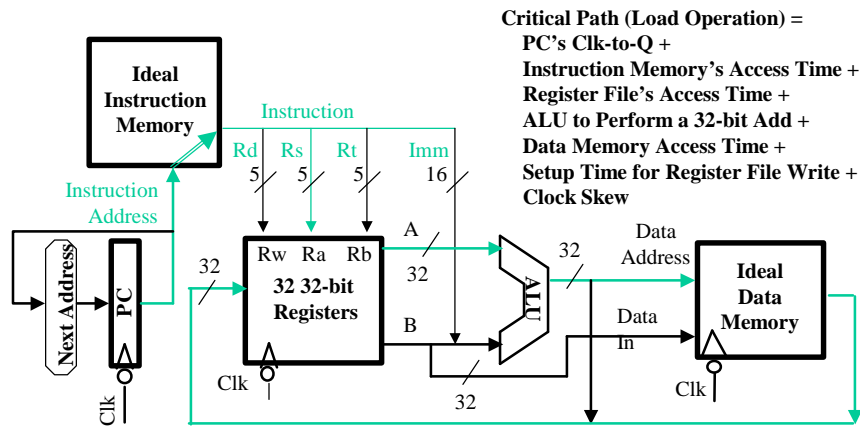 Critical Path (Load Operation) =
PC's Clk-to-Q +
Instruction Memory's Access Time +
Register File's Access Time +
ALU to Perform a 32-bit Add +
Data Memory Access Time +
Setup Time for Register File Write +
Clock Skew
Ideal
Instruction
Memory
Instruction
Rd
Rs
Rt
Imm
5
5
5
16
Instruction
Address
Rw
Ra
Rb
32 32-bit
Registers
A
32
B
32
32
ALU
32
Data
Address
Ideal
Data
Memory
Data
In
Next Address
PC
Clk
Clk
Clk